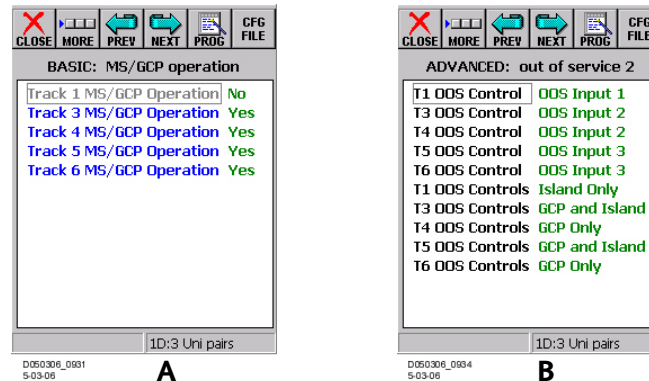 CLOSE MORE PREV NEXT PROG CFG FILE
BASIC: MS/GCP operation
Track 1 MS/GCP Operation No
Track 3 MS/GCP Operation Yes
Track 4 MS/GCP Operation Yes
Track 5 MS/GCP Operation Yes
Track 6 MS/GCP Operation Yes
1D:3 Uni pairs
D050306_0931
5-03-06
A
CLOSE MORE PREV NEXT PROG CFG FILE
ADVANCED: out of service 2
T1 OOS Control OOS Input 1
T3 OOS Control OOS Input 2
T4 OOS Control OOS Input 2
T5 OOS Control OOS Input 3
T6 OOS Control OOS Input 3
T1 OOS Controls Island Only
T3 OOS Controls GCP and Island
T4 OOS Controls GCP Only
T5 OOS Controls GCP and Island
T6 OOS Controls GCP Only
1D:3 Uni pairs
D050306_0934
5-03-06
B